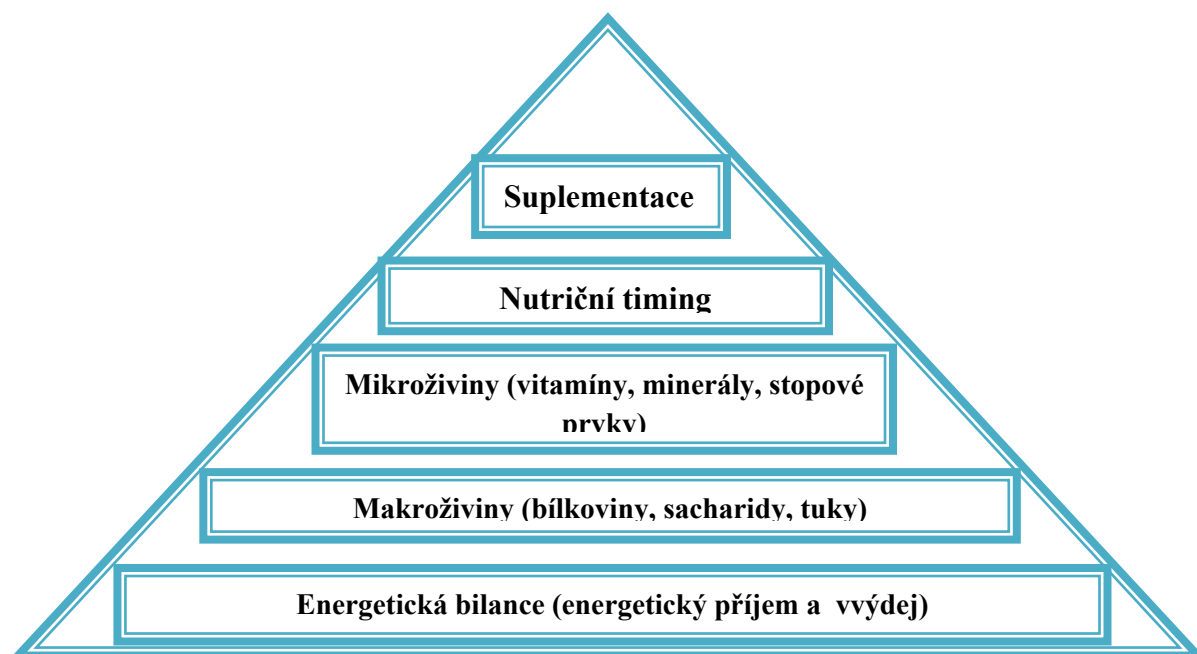 Suplementace
Nutriční timing
Mikroživiny (vitamíny, minerály, stopové
prvky)
Makroživiny (bílkoviny, sacharidy, tuky)
Energetická bilance (energetický příjem a  vvýdej)